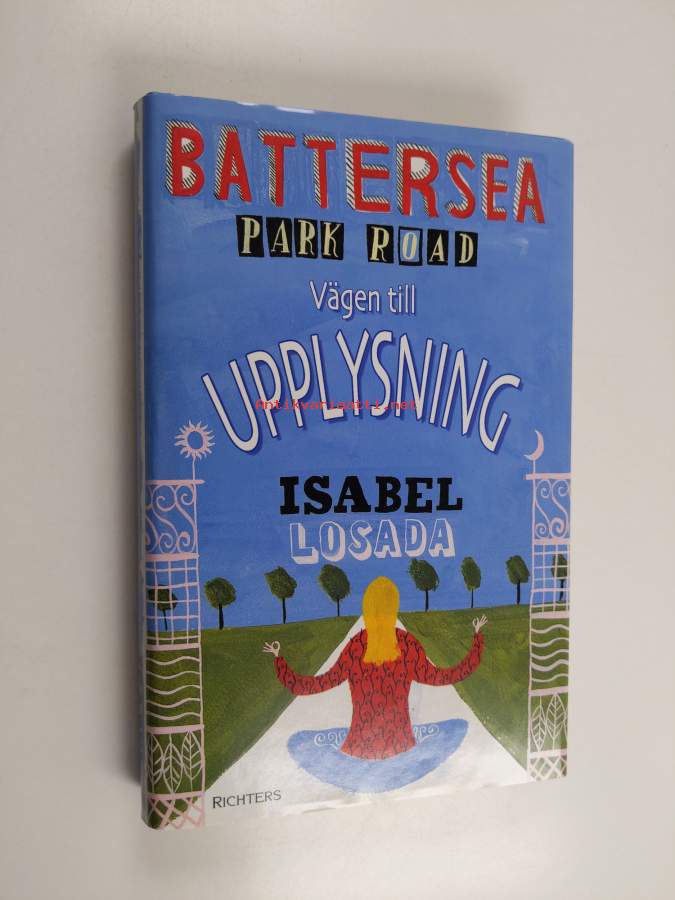 BATTERSEA
PARK ROAD
Vägen till
UPPLYSNING
Antikvariaatti.net
ISABEL
LOSADA
RICHTERS